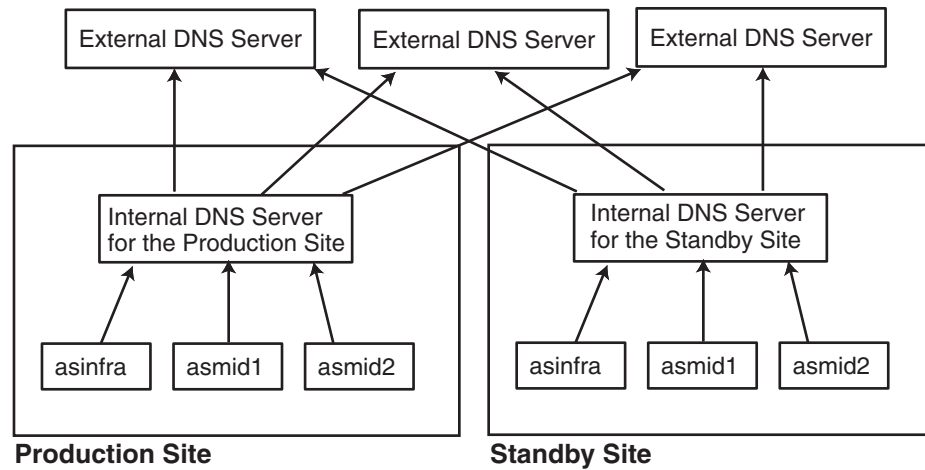 External DNS Server
External DNS Server
External DNS Server
Internal DNS Server
for the Production Site
Internal DNS Server
for the Standby Site
asinfra
asmid1
asmid2
asinfra
asmid1
asmid2
Production Site
Standby Site